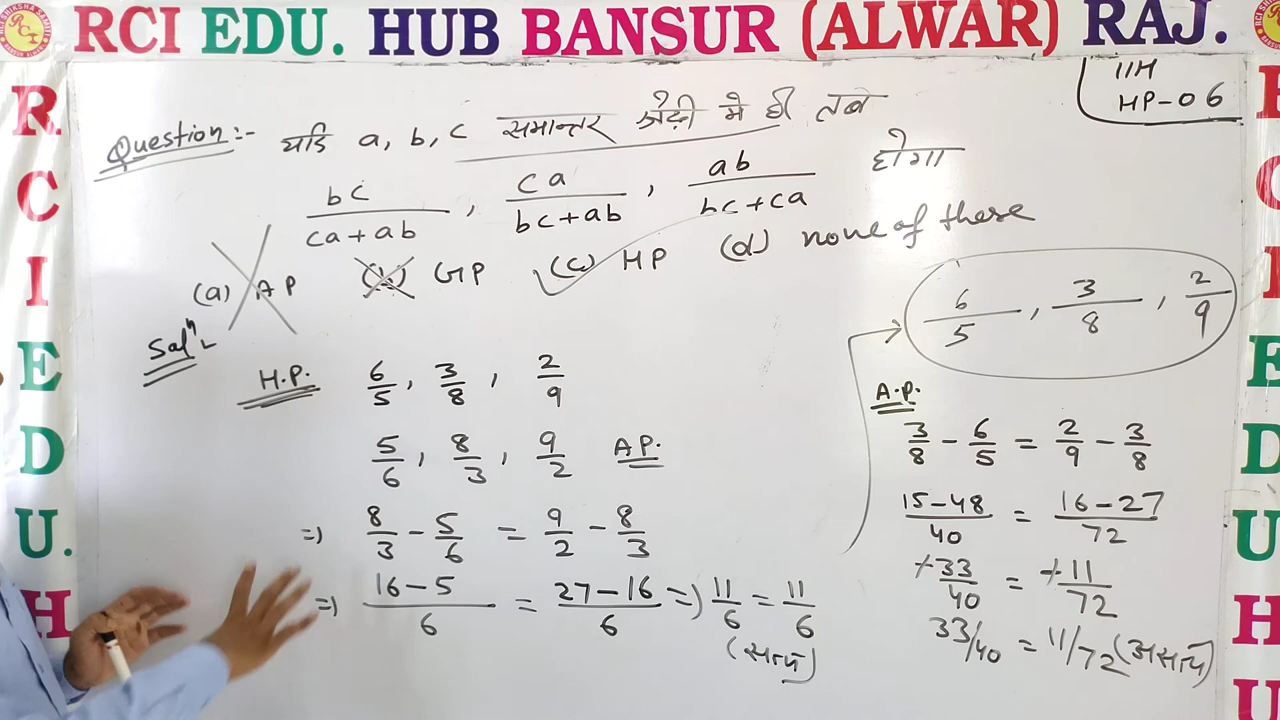 RCI EDU. HUB BANSUR (ALWAR) RAJ.
R
C
I
E
D
U.
H
E
D
U
H
11H
HP-06
Question:- यदि a, b, c समान्तर श्रेढ़ी मे हो तब
bc/(ca+ab), ca/(bc+ab), ab/(bc+ca) होगा
(a) AP (b) GP (c) HP (d) none of these
Solⁿ
6/5, 3/8, 2/9
H.P. 6/5, 3/8, 2/9
5/6, 8/3, 9/2 AP.
=) 8/3 - 5/6 = 9/2 - 8/3
=) (16-5)/6 = (27-16)/6 =) 11/6 = 11/6
(सत्य)
A.P.
3/8 - 6/5 = 2/9 - 3/8
(15-48)/40 = (16-27)/72
+33/40 = +11/72
33/40 = 11/72 (असत्य)